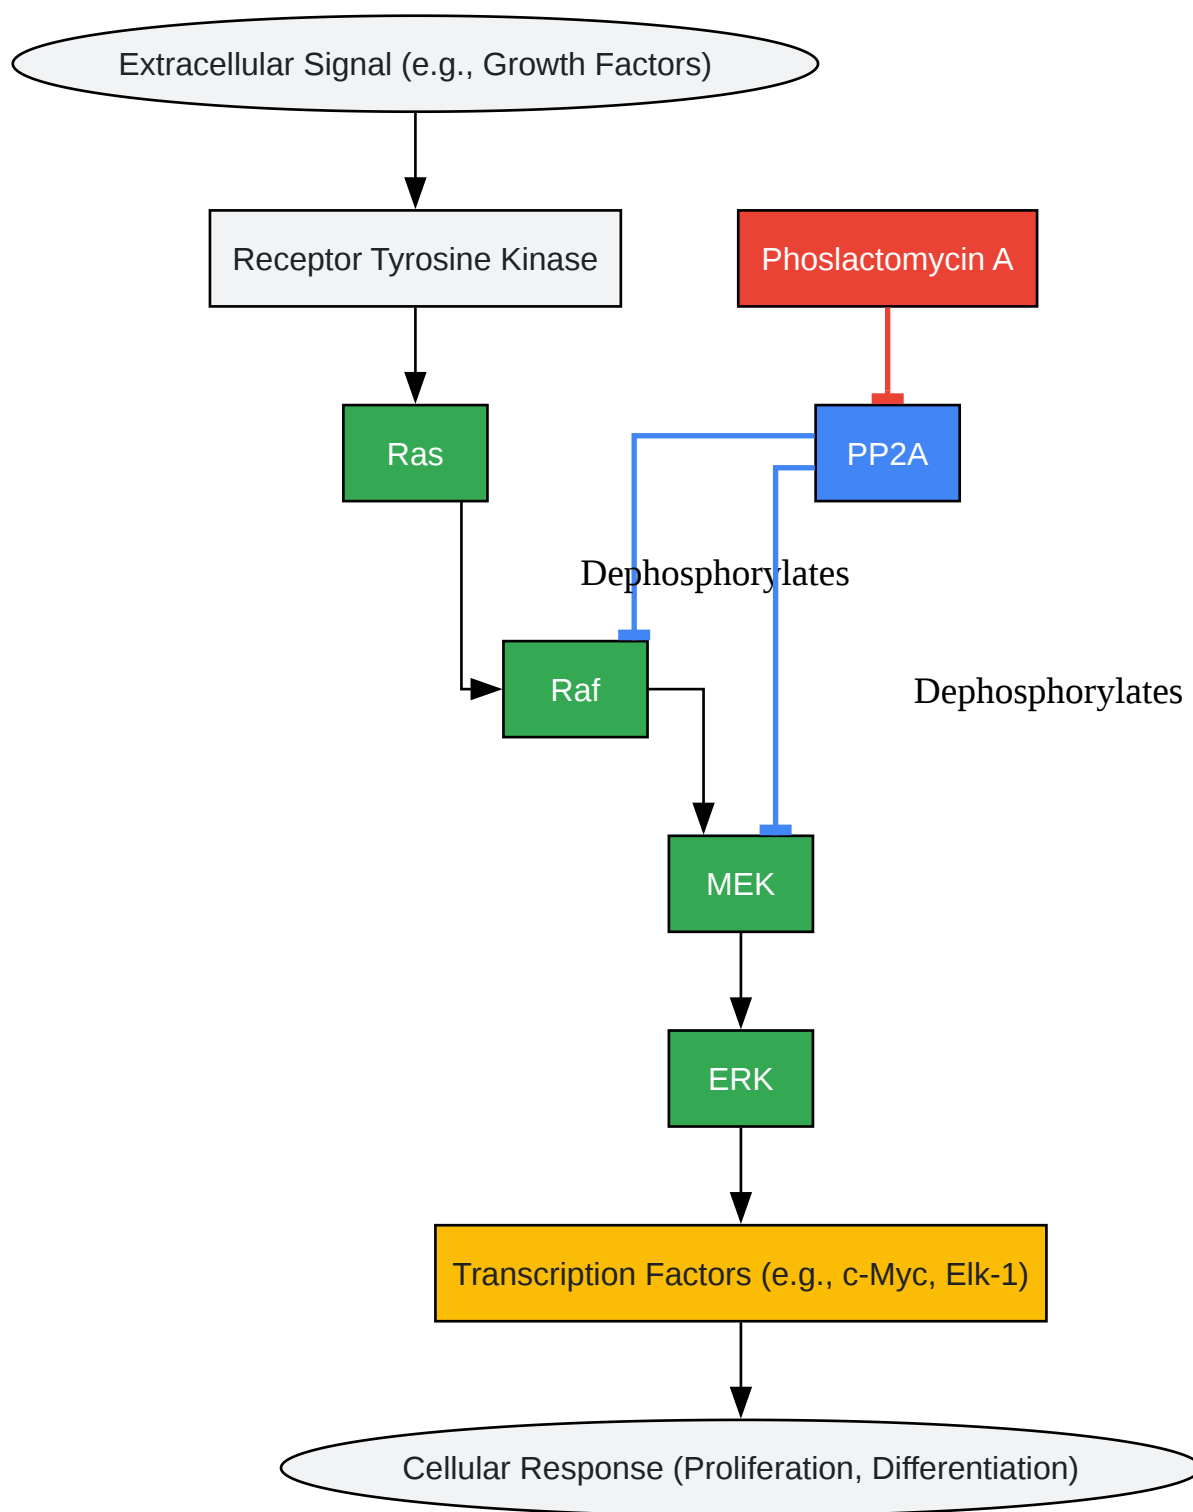 Extracellular Signal (e.g., Growth Factors)
Receptor Tyrosine Kinase
Phoslactomycin A
Ras
PP2A
Dephosphorylates
Raf
Dephosphorylates
MEK
ERK
Transcription Factors (e.g., c-Myc, Elk-1)
Cellular Response (Proliferation, Differentiation)